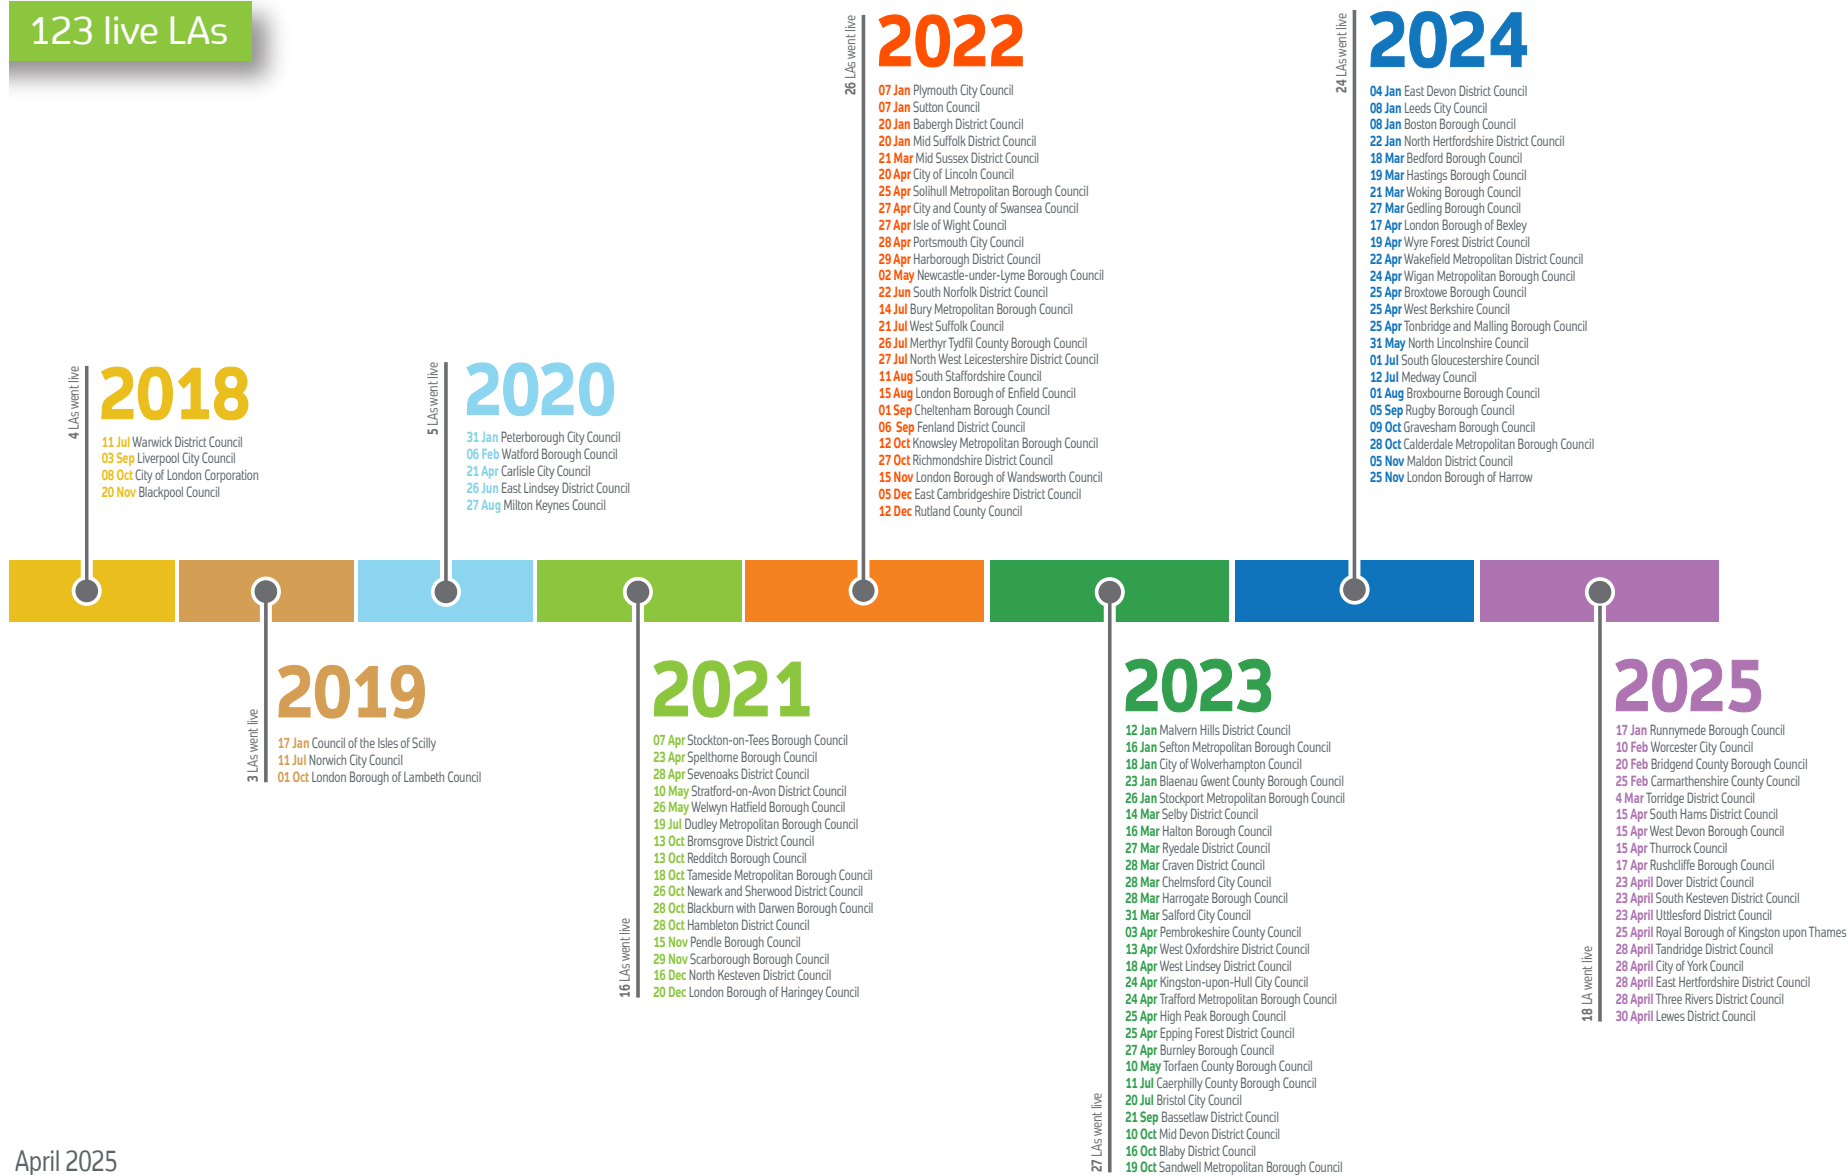 123 live LAs
4 LAs went live
2018
11 Jul Warwick District Council
03 Sep Liverpool City Council
08 Oct City of London Corporation
20 Nov Blackpool Council
5 LAs went live
2020
31 Jan Peterborough City Council
06 Feb Watford Borough Council
21 Apr Carlisle City Council
26 Jun East Lindsey District Council
27 Aug Milton Keynes Council
26 LAs went live
2022
07 Jan Plymouth City Council
07 Jan Sutton Council
20 Jan Babergh District Council
20 Jan Mid Suffolk District Council
21 Mar Mid Sussex District Council
20 Apr City of Lincoln Council
25 Apr Solihull Metropolitan Borough Council
27 Apr City and County of Swansea Council
27 Apr Isle of Wight Council
28 Apr Portsmouth City Council
29 Apr Harborough District Council
02 May Newcastle-under-Lyme Borough Council
22 Jun South Norfolk District Council
14 Jul Bury Metropolitan Borough Council
21 Jul West Suffolk Council
26 Jul Merthyr Tydfil County Borough Council
27 Jul North West Leicestershire District Council
11 Aug South Staffordshire Council
15 Aug London Borough of Enfield Council
01 Sep Cheltenham Borough Council
06 Sep Fenland District Council
12 Oct Knowsley Metropolitan Borough Council
27 Oct Richmondshire District Council
15 Nov London Borough of Wandsworth Council
05 Dec East Cambridgeshire District Council
12 Dec Rutland County Council
24 LAs went live
2024
04 Jan East Devon District Council
08 Jan Leeds City Council
08 Jan Boston Borough Council
22 Jan North Hertfordshire District Council
18 Mar Bedford Borough Council
19 Mar Hastings Borough Council
21 Mar Woking Borough Council
27 Mar Gedling Borough Council
17 Apr London Borough of Bexley
19 Apr Wyre Forest District Council
22 Apr Wakefield Metropolitan District Council
24 Apr Wigan Metropolitan Borough Council
25 Apr Broxtowe Borough Council
25 Apr West Berkshire Council
25 Apr Tonbridge and Malling Borough Council
31 May North Lincolnshire Council
01 Jul South Gloucestershire Council
12 Jul Medway Council
01 Aug Broxbourne Borough Council
05 Sep Rugby Borough Council
09 Oct Gravesham Borough Council
28 Oct Calderdale Metropolitan Borough Council
05 Nov Maldon District Council
25 Nov London Borough of Harrow
3 LAs went live
2019
17 Jan Council of the Isles of Scilly
11 Jul Norwich City Council
01 Oct London Borough of Lambeth Council
16 LAs went live
2021
07 Apr Stockton-on-Tees Borough Council
23 Apr Spelthorne Borough Council
28 Apr Sevenoaks District Council
10 May Stratford-on-Avon District Council
26 May Welwyn Hatfield Borough Council
19 Jul Dudley Metropolitan Borough Council
13 Oct Bromsgrove District Council
13 Oct Redditch Borough Council
18 Oct Tameside Metropolitan Borough Council
26 Oct Newark and Sherwood District Council
28 Oct Blackburn with Darwen Borough Council
28 Oct Hambleton District Council
15 Nov Pendle Borough Council
29 Nov Scarborough Borough Council
16 Dec North Kesteven District Council
20 Dec London Borough of Haringey Council
27 LAs went live
2023
12 Jan Malvern Hills District Council
16 Jan Sefton Metropolitan Borough Council
18 Jan City of Wolverhampton Council
23 Jan Blaenau Gwent County Borough Council
26 Jan Stockport Metropolitan Borough Council
14 Mar Selby District Council
16 Mar Halton Borough Council
27 Mar Ryedale District Council
28 Mar Craven District Council
28 Mar Chelmsford City Council
28 Mar Harrogate Borough Council
31 Mar Salford City Council
03 Apr Pembrokeshire County Council
13 Apr West Oxfordshire District Council
18 Apr West Lindsey District Council
24 Apr Kingston-upon-Hull City Council
24 Apr Trafford Metropolitan Borough Council
25 Apr High Peak Borough Council
25 Apr Epping Forest District Council
27 Apr Burnley Borough Council
10 May Torfaen County Borough Council
11 Jul Caerphilly County Borough Council
20 Jul Bristol City Council
21 Sep Bassetlaw District Council
10 Oct Mid Devon District Council
16 Oct Blaby District Council
19 Oct Sandwell Metropolitan Borough Council
18 LA went live
2025
17 Jan Runnymede Borough Council
10 Feb Worcester City Council
20 Feb Bridgend County Borough Council
25 Feb Carmarthenshire County Council
4 Mar Torridge District Council
15 Apr South Hams District Council
15 Apr West Devon Borough Council
15 Apr Thurrock Council
17 Apr Rushcliffe Borough Council
23 April Dover District Council
23 April South Kesteven District Council
23 April Uttlesford District Council
25 April Royal Borough of Kingston upon Thames
28 April Tandridge District Council
28 April City of York Council
28 April East Hertfordshire District Council
28 April Three Rivers District Council
30 April Lewes District Council
April 2025